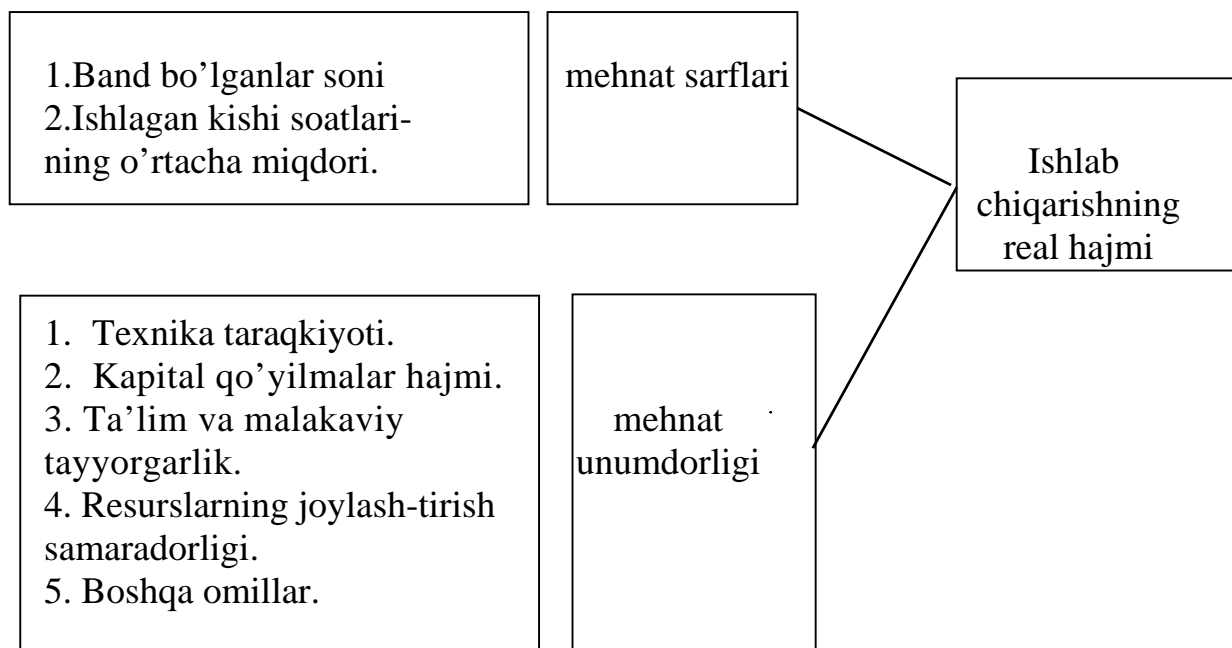 1.Band bo’lganlar soni
2.Ishlagan kishi soatlari-
ning o’rtacha miqdori.
mehnat sarflari
Ishlab
chiqarishning
real hajmi
1. Texnika taraqkiyoti.
2. Kapital qo’yilmalar hajmi.
3. Ta’lim va malakaviy
tayyorgarlik.
4. Resurslarning joylash-tirish
samaradorligi.
5. Boshqa omillar.
mehnat
unumdorligi